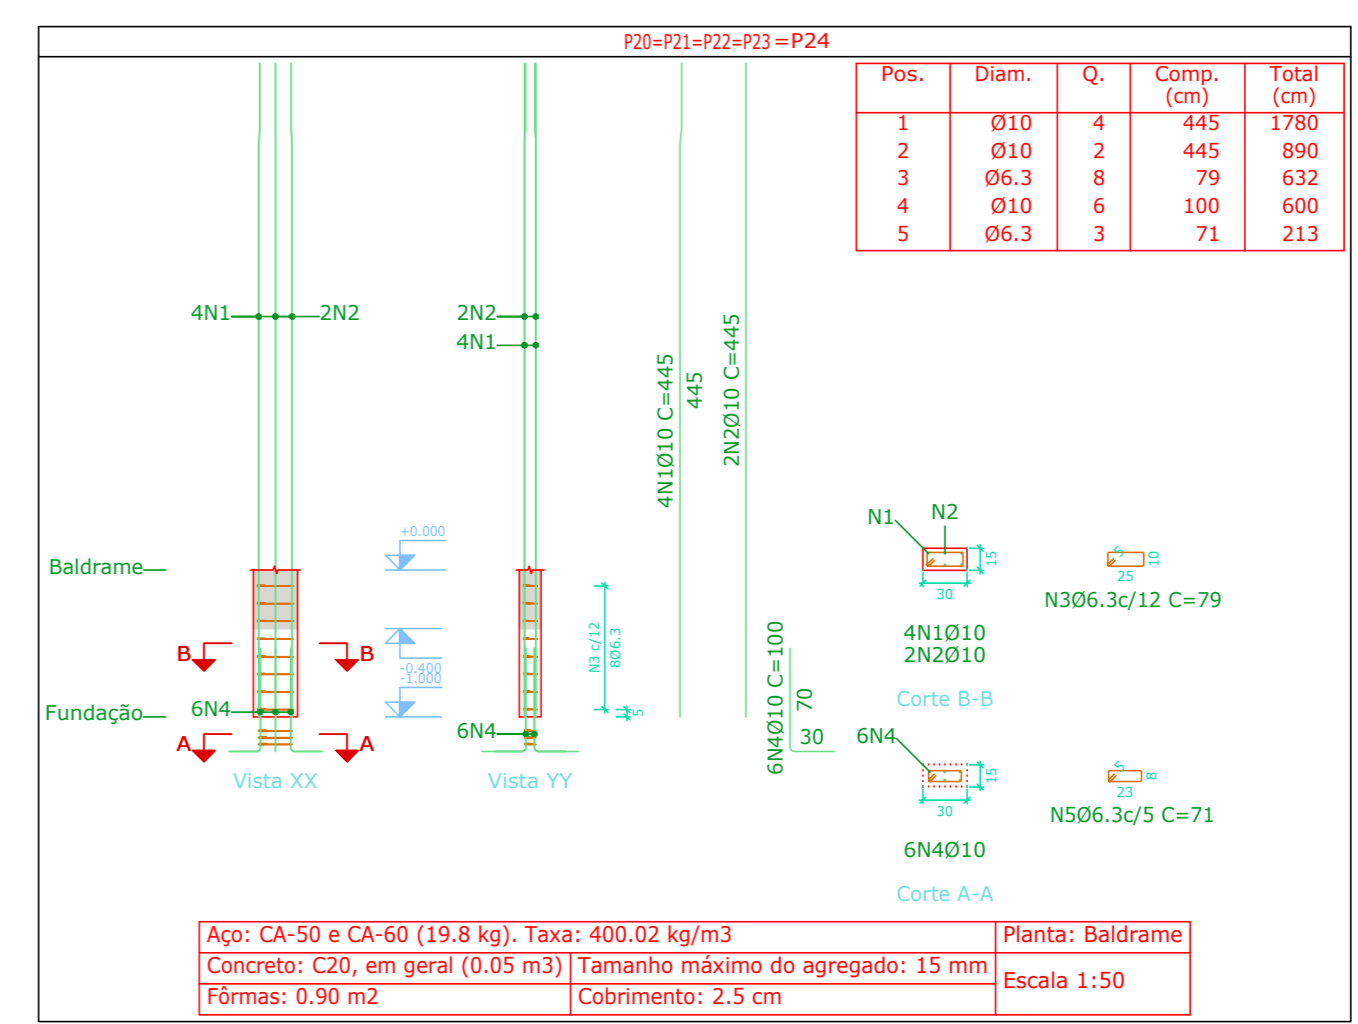 P20=P21=P22=P23=P24
Pos. Diam. Q. Comp. (cm) Total (cm)
1 Ø10 4 445 1780
2 Ø10 2 445 890
3 Ø6.3 8 79 632
4 Ø10 6 100 600
5 Ø6.3 3 71 213
4N1 2N2
2N2
4N1
4N1Ø10 C=445
445
2N2Ø10 C=445
Baldrame
+0.000
B B
-0.400
-1.000
Fundação
6N4
A A
Vista XX
N3 c/12
8Ø6.3
5
6N4
Vista YY
6N4Ø10 C=100
70
30
N1 N2
15
30
4N1Ø10
2N2Ø10
Corte B-B
5
10
25
N3Ø6.3c/12 C=79
6N4
15
30
6N4Ø10
Corte A-A
5
8
23
N5Ø6.3c/5 C=71
Aço: CA-50 e CA-60 (19.8 kg). Taxa: 400.02 kg/m3
Planta: Baldrame
Concreto: C20, em geral (0.05 m3)
Tamanho máximo do agregado: 15 mm
Escala 1:50
Fôrmas: 0.90 m2
Cobrimento: 2.5 cm